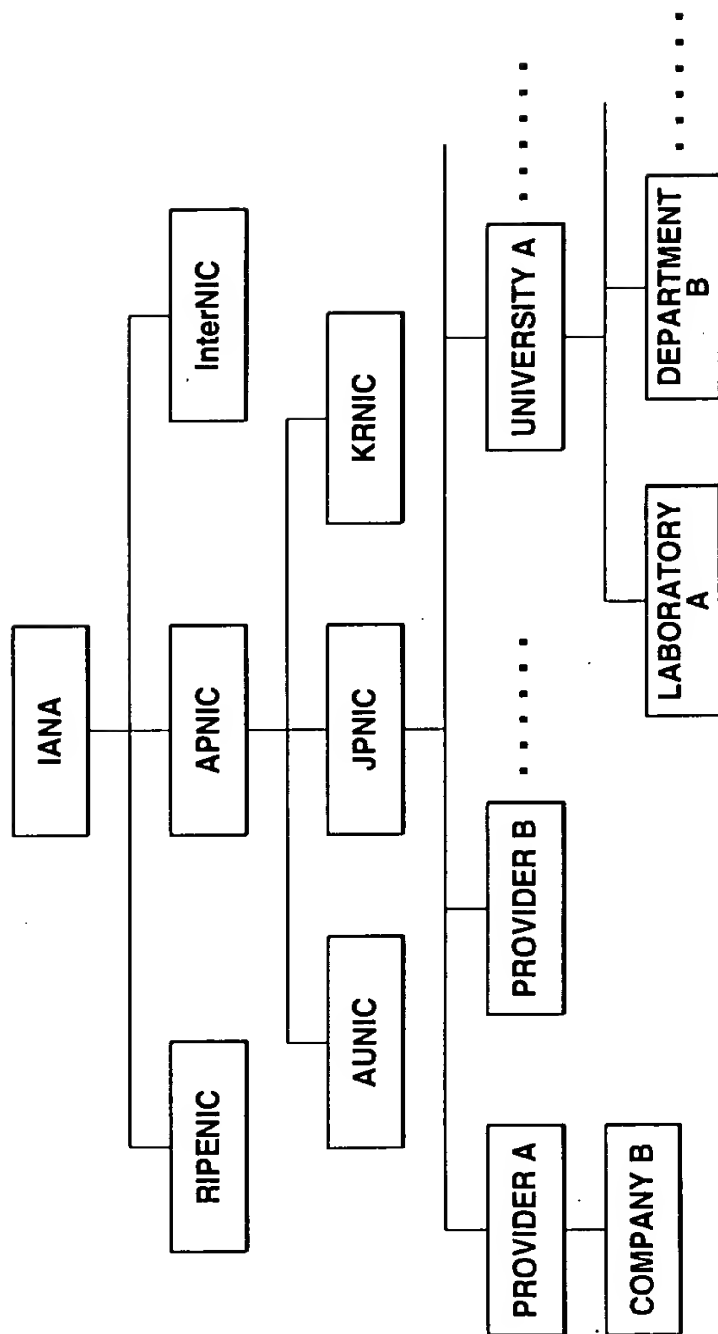 IANA
RIPENIC
APNIC
InterNIC
AUNIC
JPNIC
KRNIC
PROVIDER A
PROVIDER B
......
UNIVERSITY A
......
COMPANY B
LABORATORY
A
DEPARTMENT
B
......